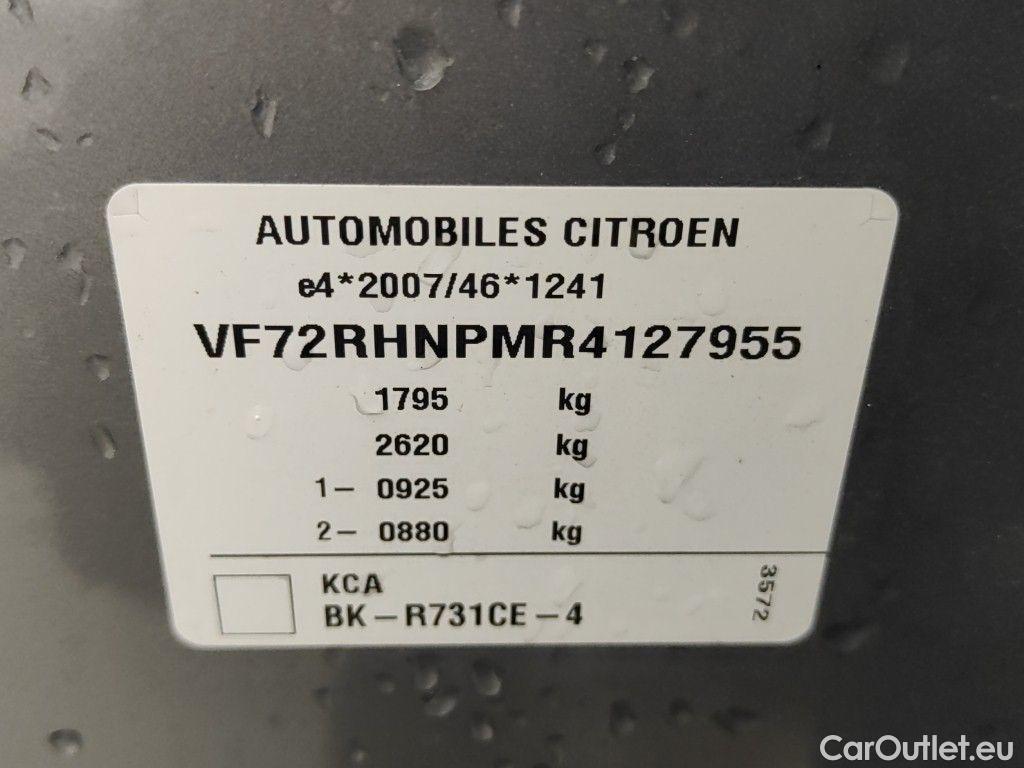 AUTOMOBILES CITROEN
e4*2007/46*1241
VF72RHNPMR4127955
1795 kg
2620 kg
1- 0925 kg
2- 0880 kg
KCA
BK-R731CE-4
3572
CarOutlet.eu